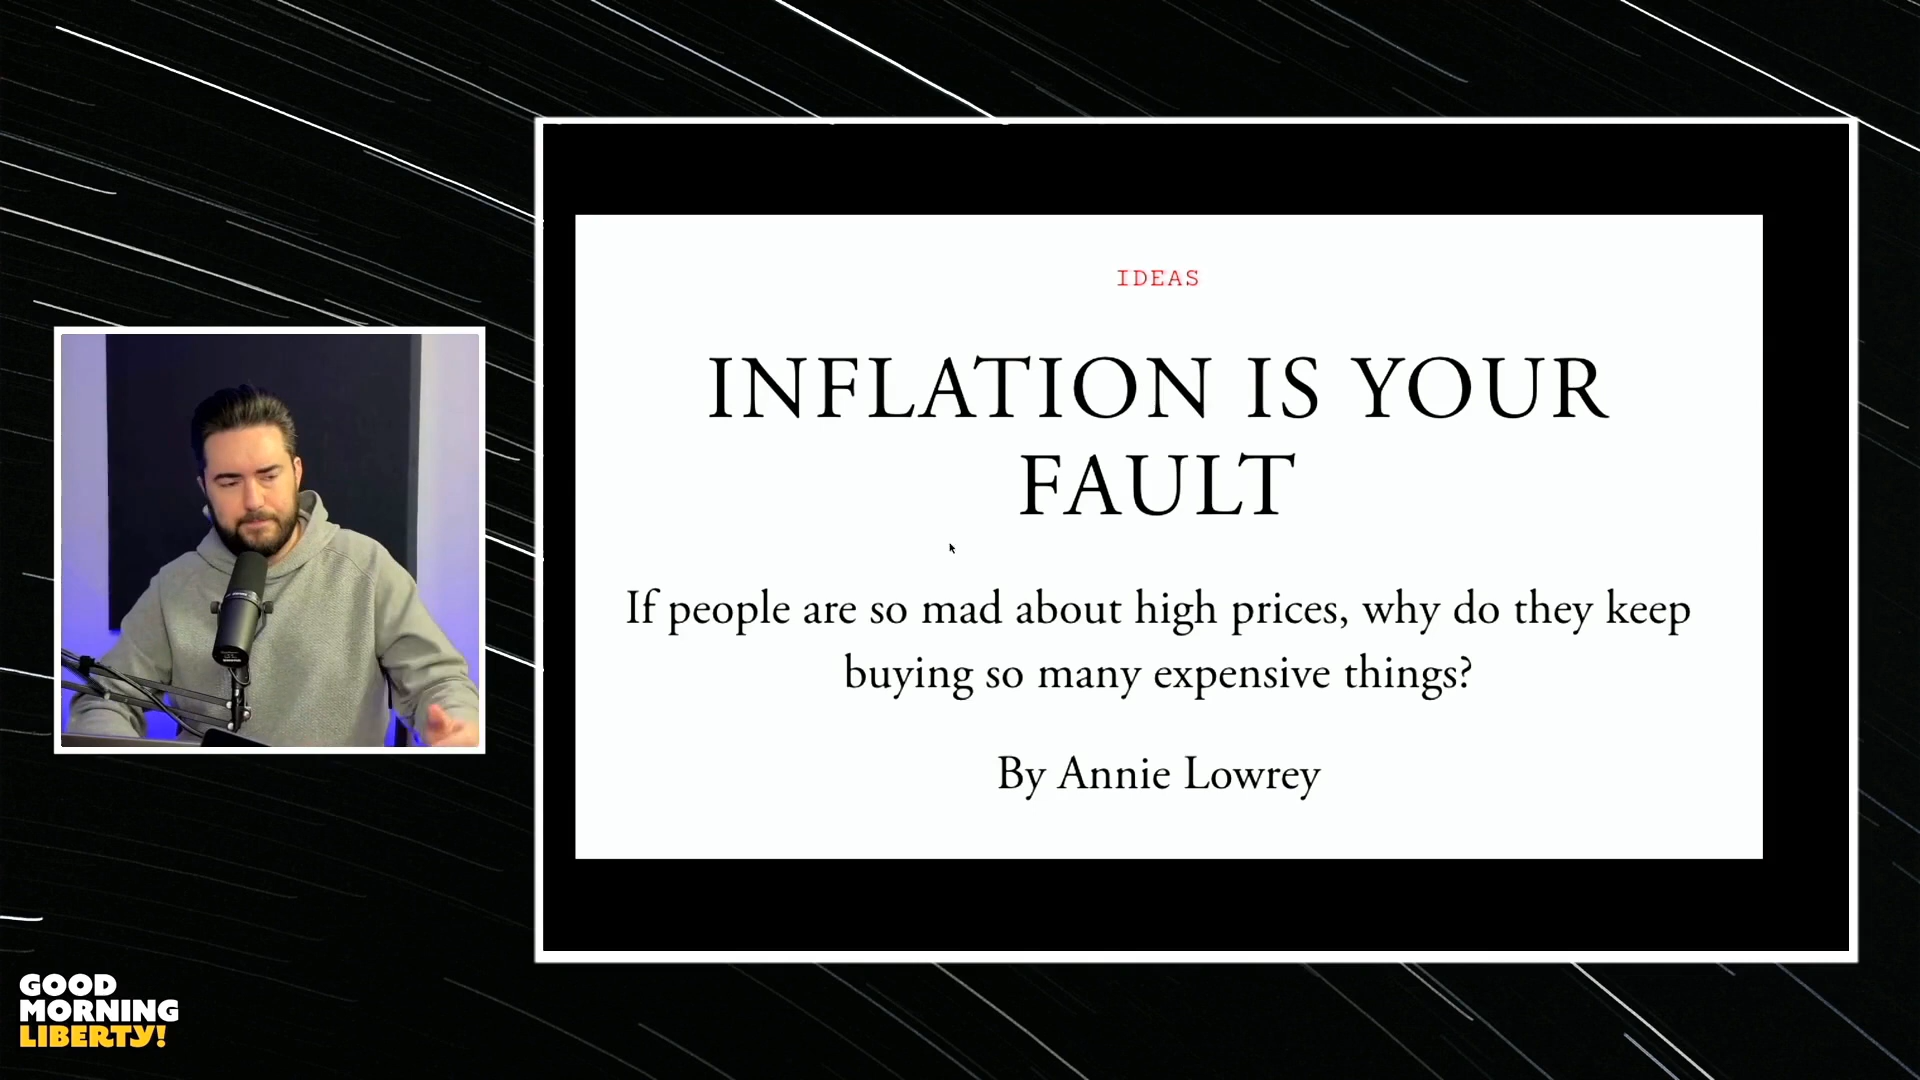 IDEAS
INFLATION IS YOUR
FAULT
If people are so mad about high prices, why do they keep
buying so many expensive things?
By Annie Lowrey
GOOD
MORNING
LIBERTY!